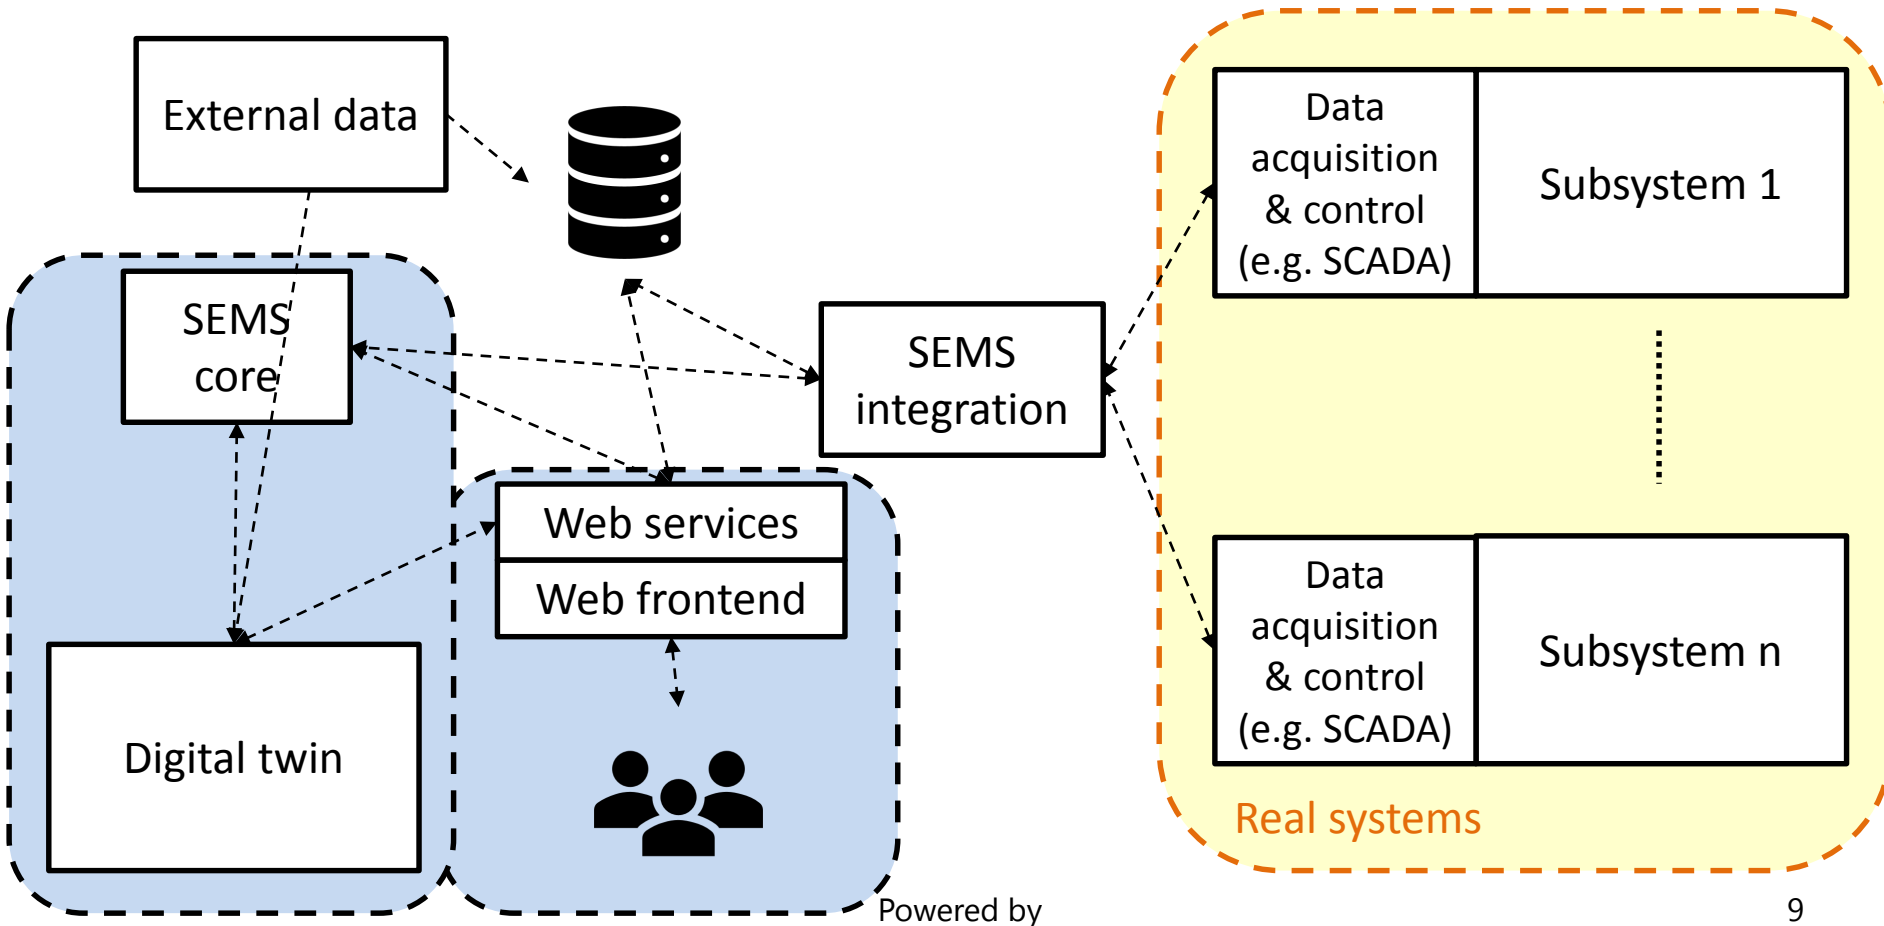 External data
SEMS
core
Digital twin
Web services
Web frontend
SEMS
integration
Data
acquisition
& control
(e.g. SCADA)
Subsystem 1
Data
acquisition
& control
(e.g. SCADA)
Subsystem n
Real systems
Powered by
9